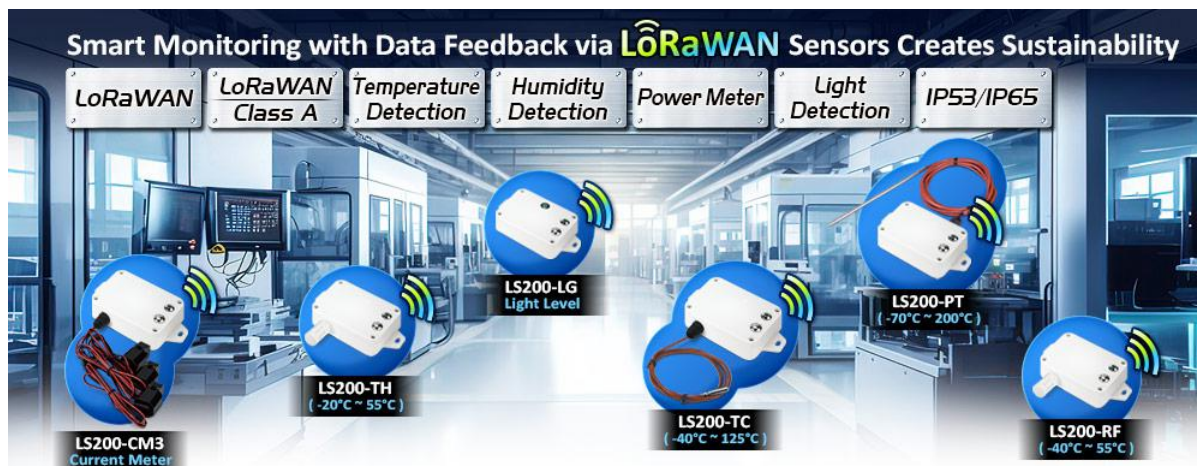 Smart Monitoring with Data Feedback via LoRaWAN Sensors Creates Sustainability
LoRaWAN
LoRaWAN
Class A
Temperature
Detection
Humidity
Detection
Power Meter
Light
Detection
IP53/IP65
LS200-CM3
Current Meter
LS200-TH
( -20°C ~ 55°C )
LS200-LG
Light Level
LS200-TC
( -40°C ~ 125°C )
LS200-PT
( -70°C ~ 200°C )
LS200-RF
( -40°C ~ 55°C )